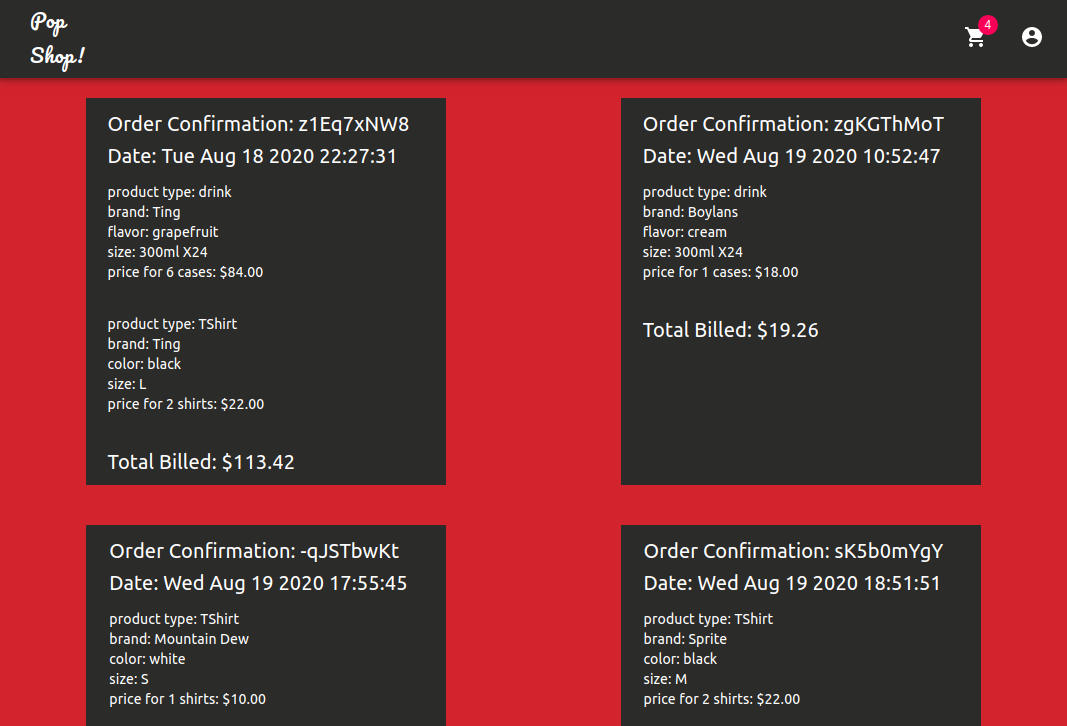 Pop
Shop!
4
Order Confirmation: z1Eq7xNW8
Date: Tue Aug 18 2020 22:27:31
product type: drink
brand: Ting
flavor: grapefruit
size: 300ml X24
price for 6 cases: $84.00
product type: TShirt
brand: Ting
color: black
size: L
price for 2 shirts: $22.00
Total Billed: $113.42
Order Confirmation: zgKGThMoT
Date: Wed Aug 19 2020 10:52:47
product type: drink
brand: Boylans
flavor: cream
size: 300ml X24
price for 1 cases: $18.00
Total Billed: $19.26
Order Confirmation: -qJSTbwKt
Date: Wed Aug 19 2020 17:55:45
product type: TShirt
brand: Mountain Dew
color: white
size: S
price for 1 shirts: $10.00
Order Confirmation: sK5b0mYgY
Date: Wed Aug 19 2020 18:51:51
product type: TShirt
brand: Sprite
color: black
size: M
price for 2 shirts: $22.00